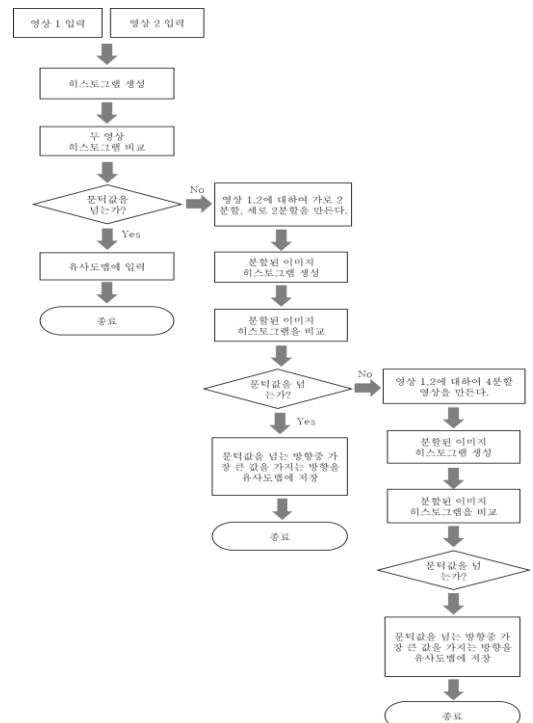 영상 1 입력
영상 2 입력
히스토그램 생성
두 영상
히스토그램 비교
문턱값을
넘는가?
No
Yes
유사도맵에 입력
종료
영상 1,2에 대하여 가로 2
분할, 세로 2분할을 만든다.
분할된 이미지
히스토그램 생성
분할된 이미지
히스토그램을 비교
문턱값을 넘
는가?
No
Yes
문턱값을 넘는 방향중 가
장 큰 값을 가지는 방향을
유사도맵에 저장
종료
영상 1,2에 대하여 4분할
영상을 만든다.
분할된 이미지
히스토그램 생성
분할된 이미지
히스토그램을 비교
문턱값을 넘
는가?
문턱값을 넘는 방향중 가
장 큰 값을 가지는 방향을
유사도맵에 저장
종료